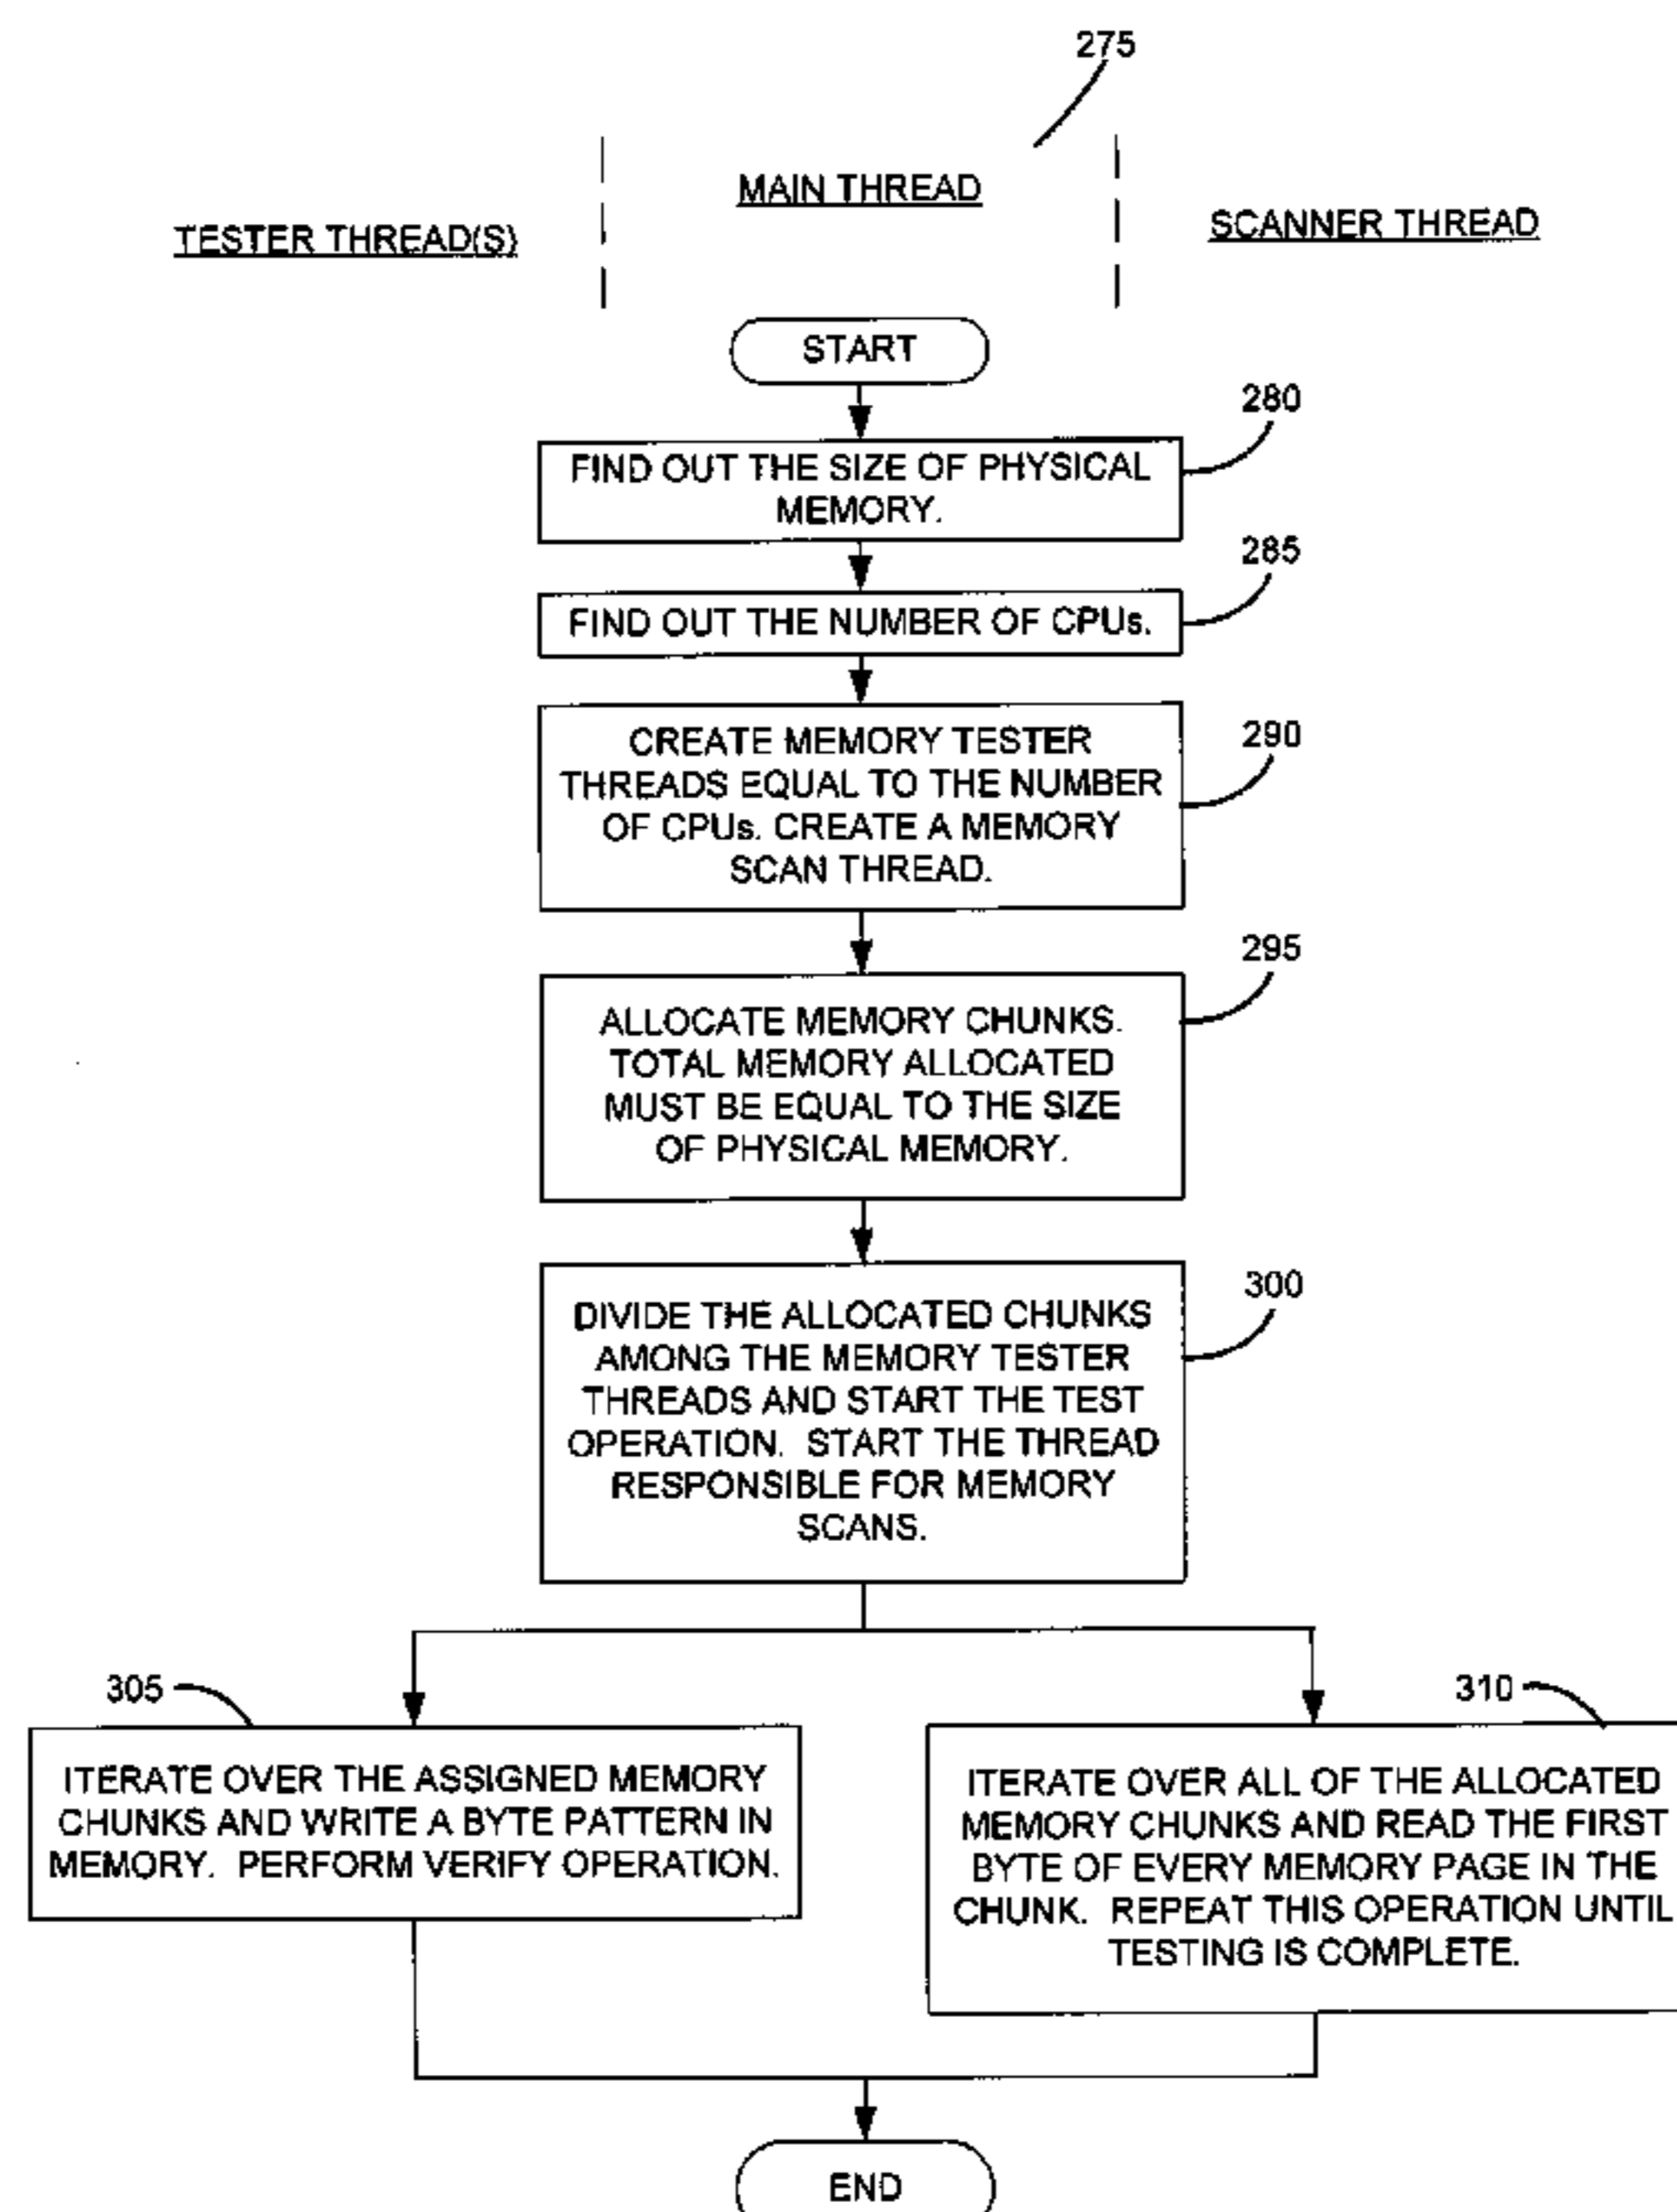 275
MAIN THREAD
TESTER THREAD(S)
SCANNER THREAD
START
280
FIND OUT THE SIZE OF PHYSICAL
MEMORY.
285
FIND OUT THE NUMBER OF CPUs.
290
CREATE MEMORY TESTER
THREADS EQUAL TO THE NUMBER
OF CPUs. CREATE A MEMORY
SCAN THREAD.
295
ALLOCATE MEMORY CHUNKS.
TOTAL MEMORY ALLOCATED
MUST BE EQUAL TO THE SIZE
OF PHYSICAL MEMORY.
300
DIVIDE THE ALLOCATED CHUNKS
AMONG THE MEMORY TESTER
THREADS AND START THE TEST
OPERATION. START THE THREAD
RESPONSIBLE FOR MEMORY
SCANS.
305
ITERATE OVER THE ASSIGNED MEMORY
CHUNKS AND WRITE A BYTE PATTERN IN
MEMORY. PERFORM VERIFY OPERATION.
310
ITERATE OVER ALL OF THE ALLOCATED
MEMORY CHUNKS AND READ THE FIRST
BYTE OF EVERY MEMORY PAGE IN THE
CHUNK. REPEAT THIS OPERATION UNTIL
TESTING IS COMPLETE.
END